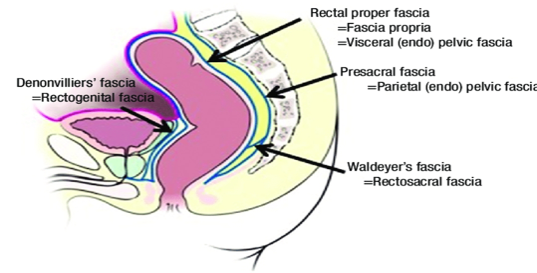 Rectal proper fascia
=Fascia propria
=Visceral (endo) pelvic fascia
Denonvilliers' fascia
=Rectogenital fascia
Presacral fascia
=Parietal (endo) pelvic fascia
Waldeyer's fascia
=Rectosacral fascia